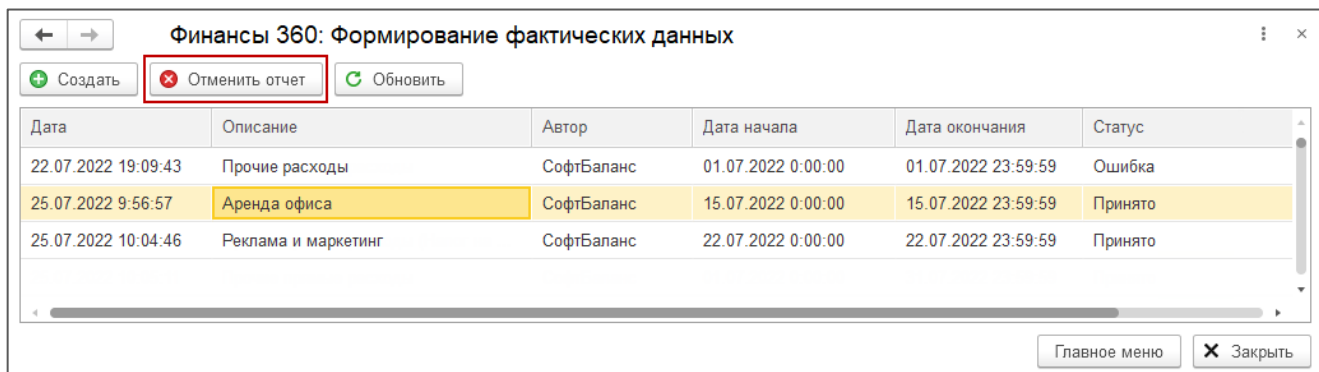 Финансы 360: Формирование фактических данных
Создать Отменить отчет Обновить
Дата Описание Автор Дата начала Дата окончания Статус
22.07.2022 19:09:43 Прочие расходы СофтБаланс 01.07.2022 0:00:00 01.07.2022 23:59:59 Ошибка
25.07.2022 9:56:57 Аренда офиса СофтБаланс 15.07.2022 0:00:00 15.07.2022 23:59:59 Принято
25.07.2022 10:04:46 Реклама и маркетинг СофтБаланс 22.07.2022 0:00:00 22.07.2022 23:59:59 Принято
Главное меню Закрыть